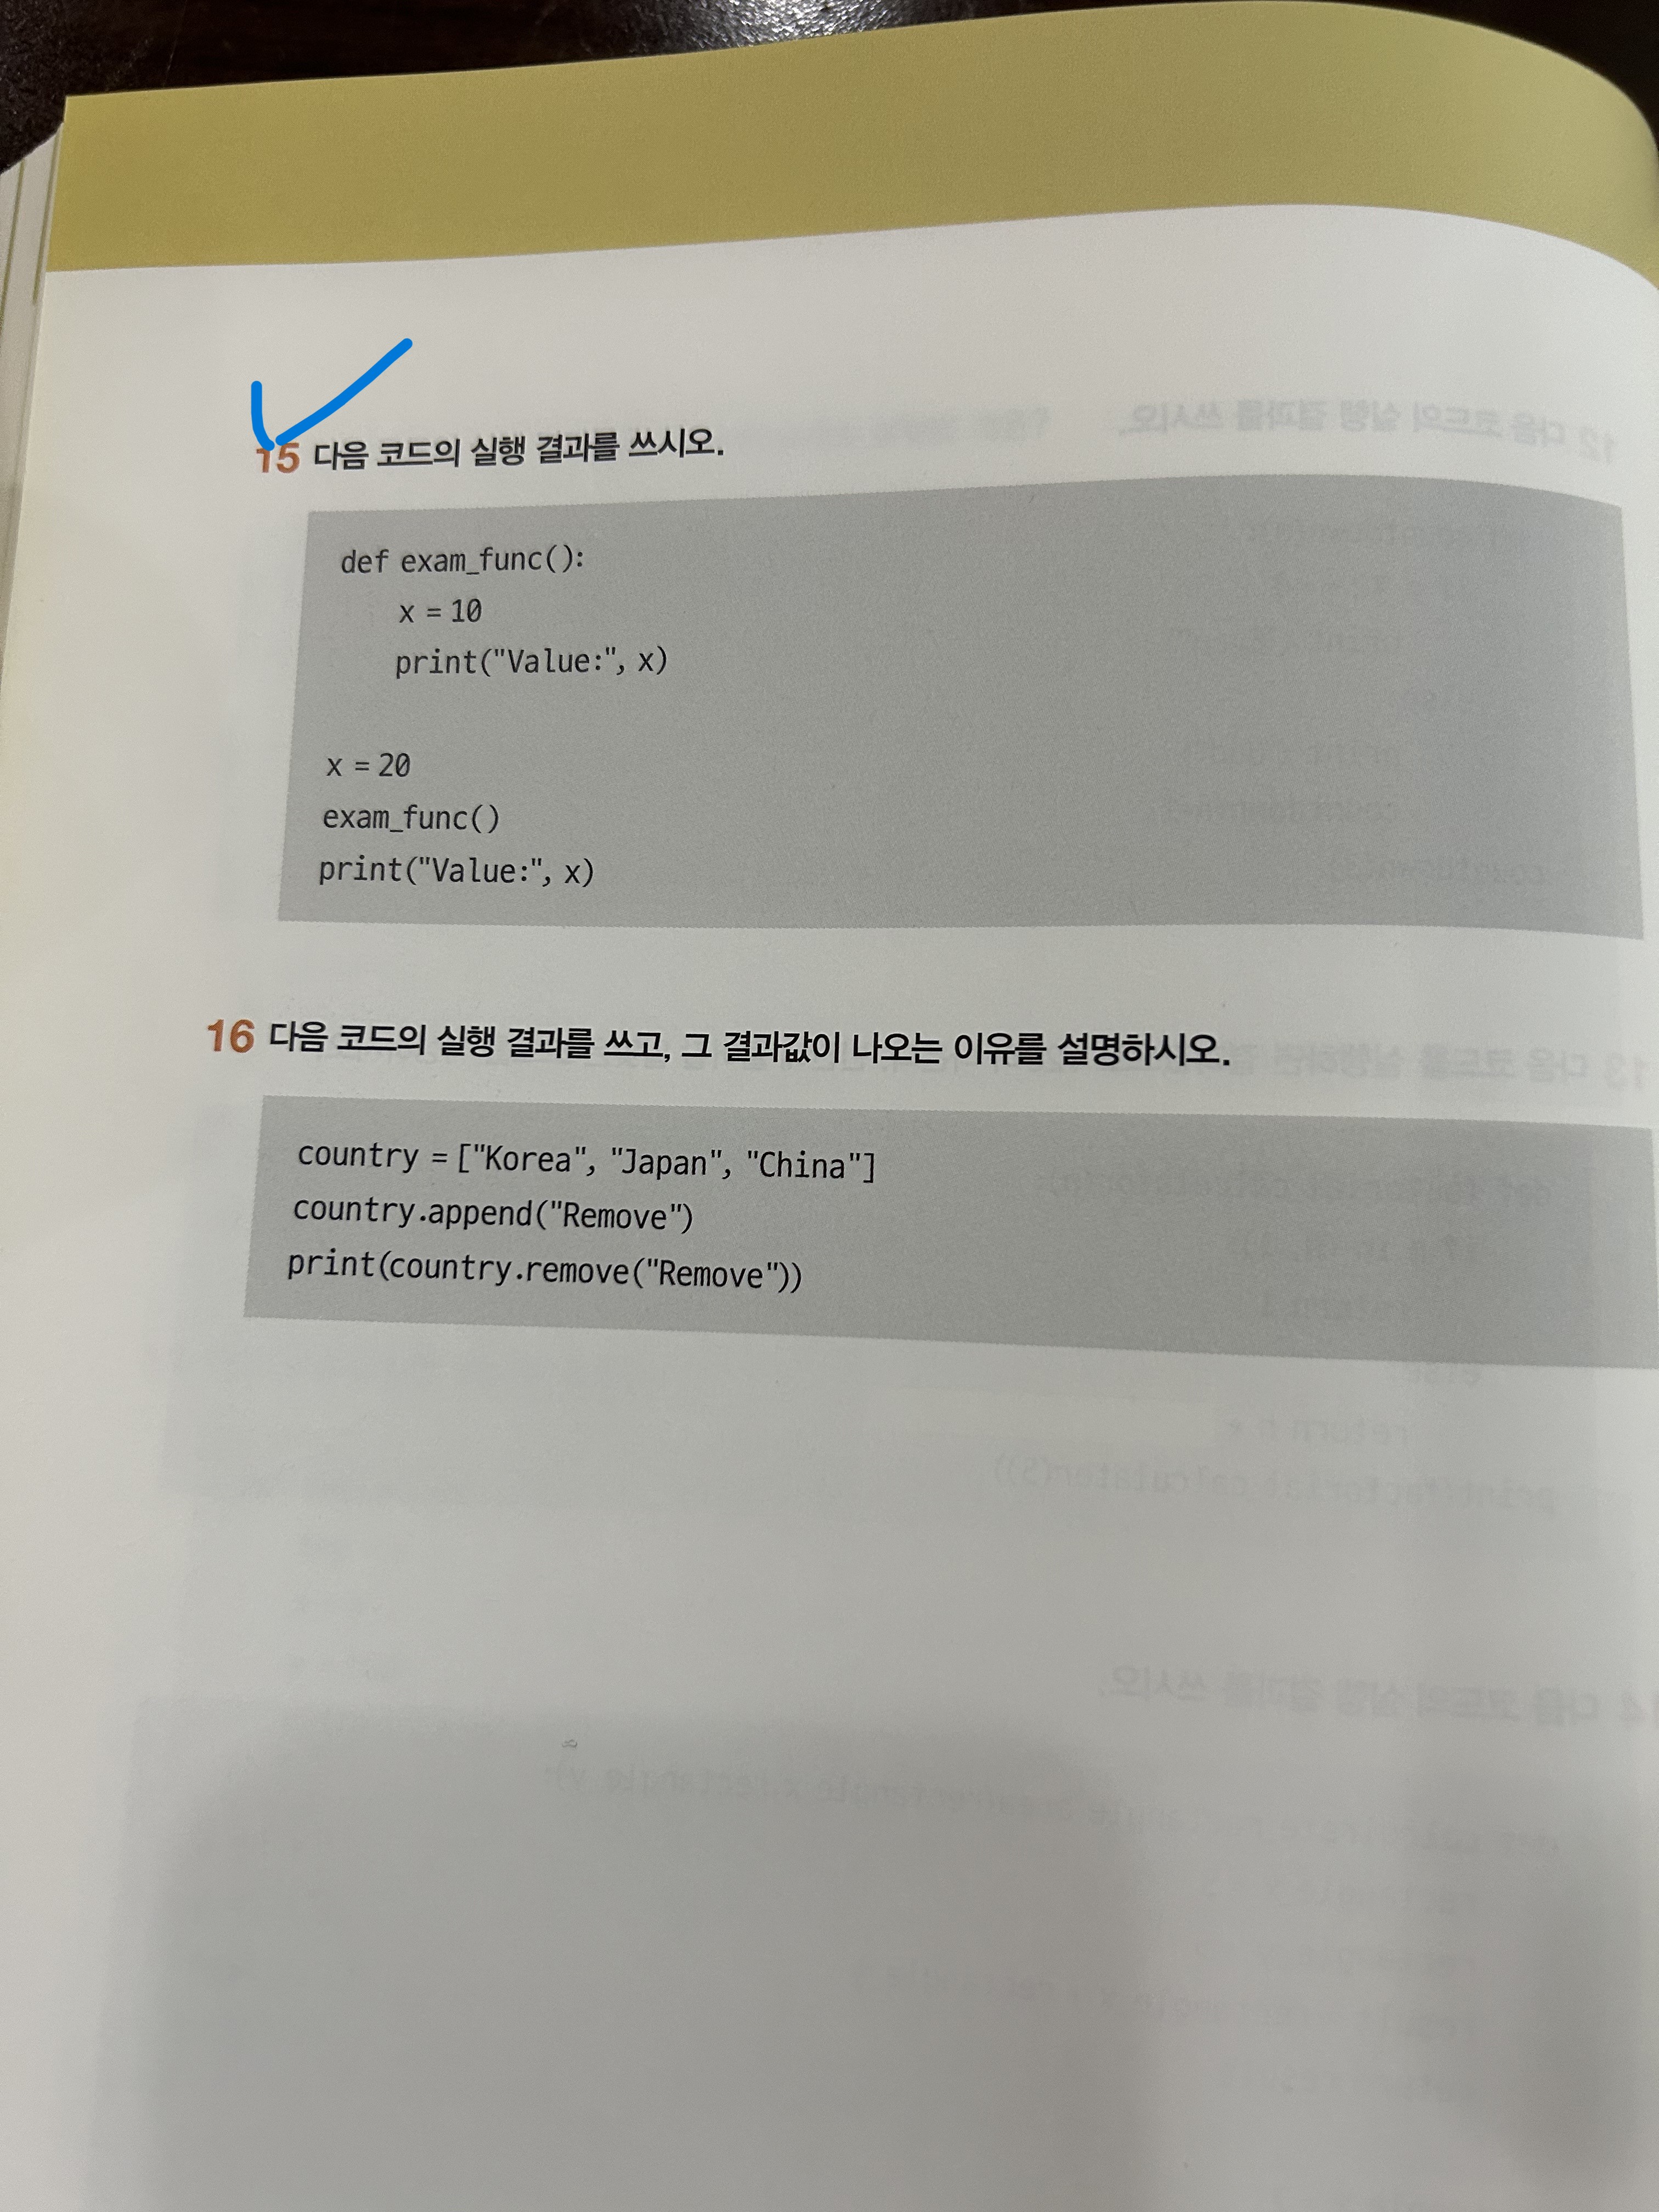 15 다음 코드의 실행 결과를 쓰시오.
def exam_func():
    x = 10
    print("Value:", x)
x = 20
exam_func()
print("Value:", x)
16 다음 코드의 실행 결과를 쓰고, 그 결과값이 나오는 이유를 설명하시오.
country = ["Korea", "Japan", "China"]
country.append("Remove")
print(country.remove("Remove"))